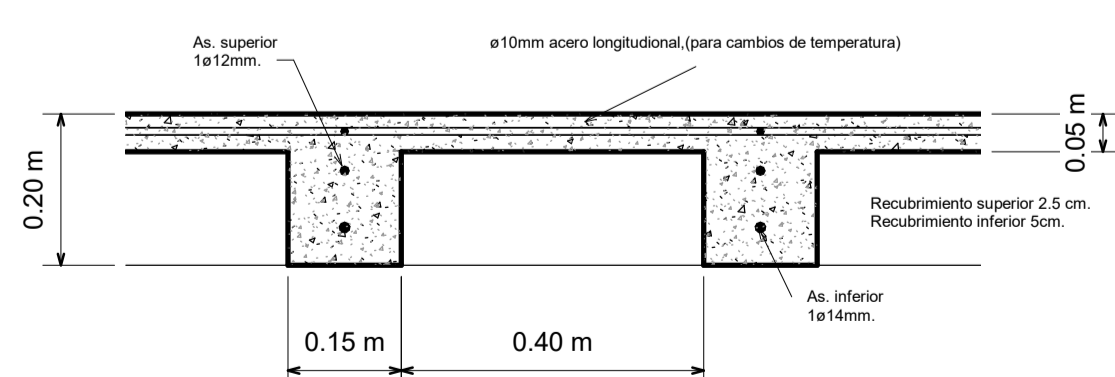 As. superior
1ø12mm.
ø10mm acero longitudional,(para cambios de temperatura)
0.20 m
0.05 m
Recubrimiento superior 2.5 cm.
Recubrimiento inferior 5cm.
As. inferior
1ø14mm.
0.15 m
0.40 m